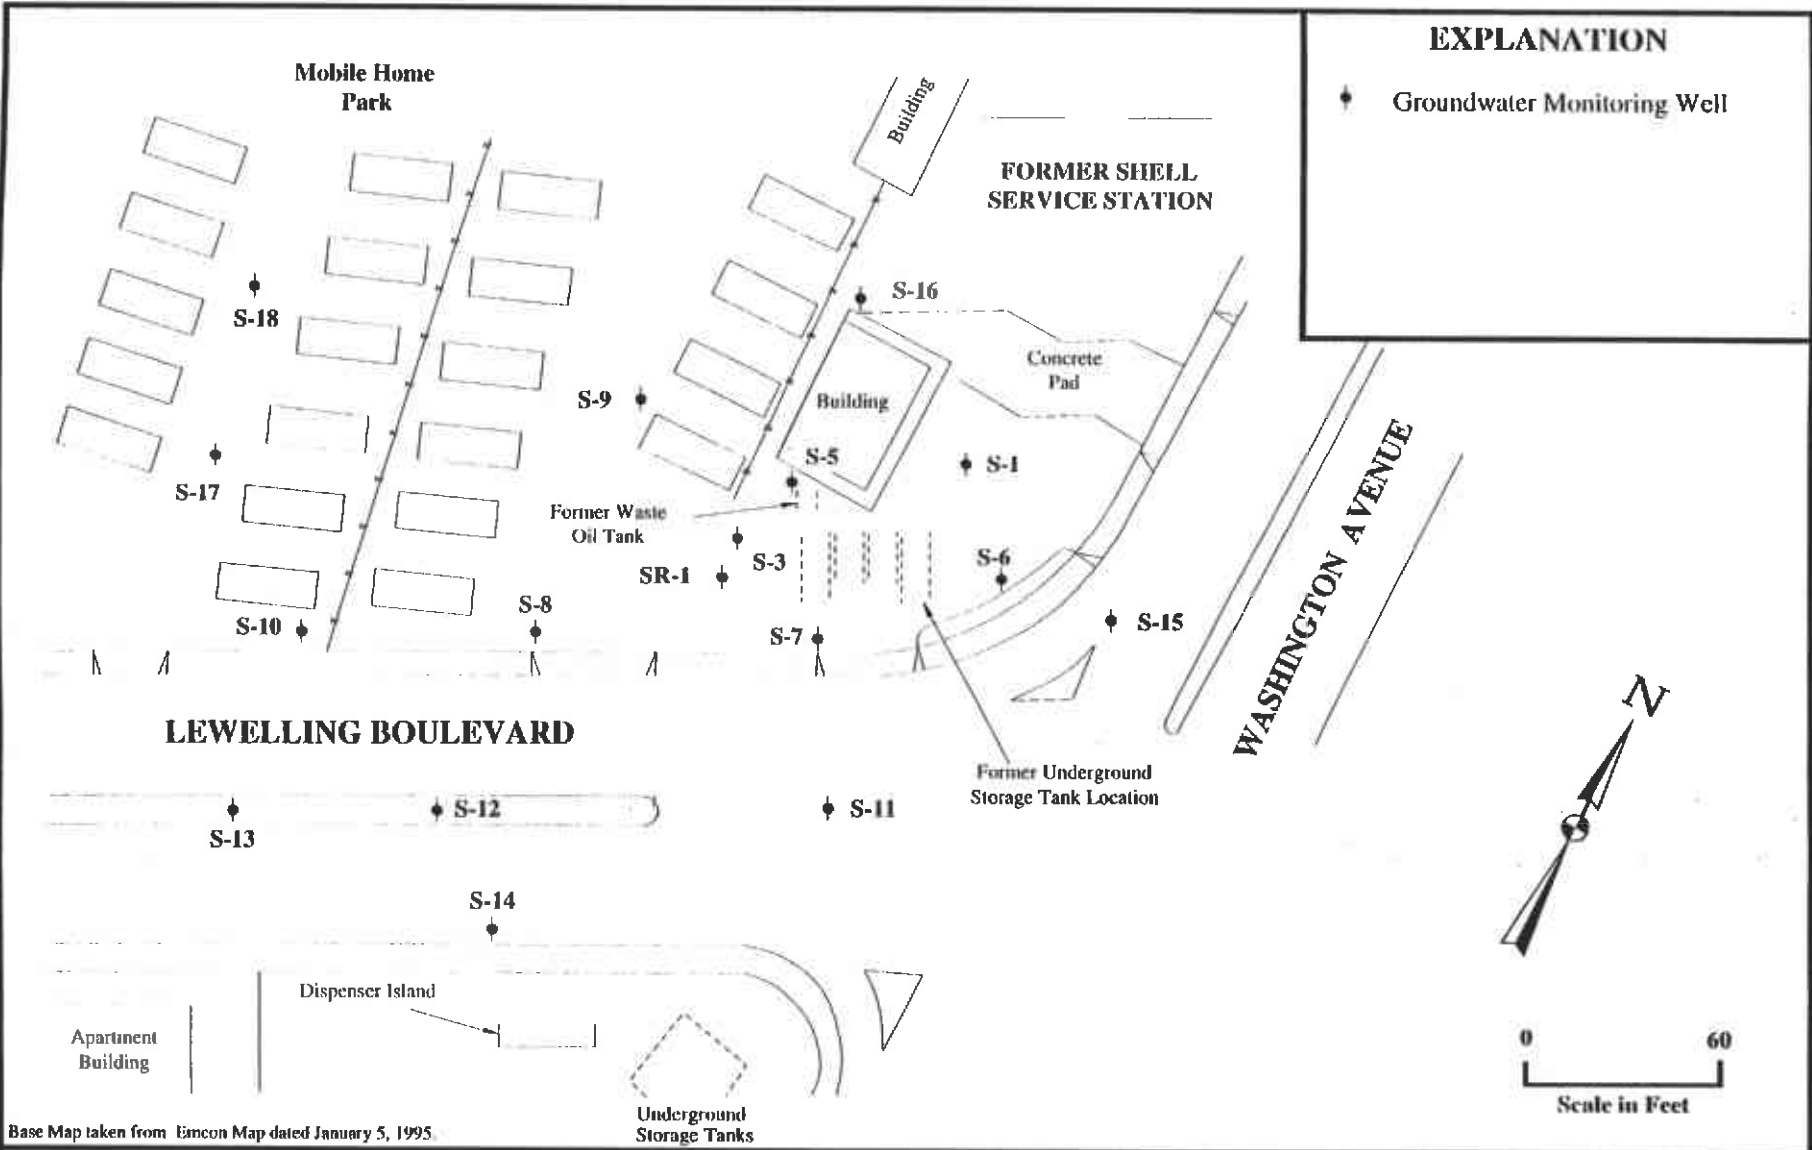 EXPLANATION
Groundwater Monitoring Well
Mobile Home
Park
Building
FORMER SHELL
SERVICE STATION
S-16
S-18
Concrete
Pad
S-9
Building
S-5
S-1
S-17
Former Waste
Oil Tank
S-3
SR-1
S-6
S-8
S-10
S-7
S-15
WASHINGTON AVENUE
N
LEWELLING BOULEVARD
Former Underground
Storage Tank Location
S-12
S-11
S-13
S-14
Dispenser Island
Apartment
Building
0 60
Scale in Feet
Underground
Storage Tanks
Base Map taken from Emcon Map dated January 5, 1995.